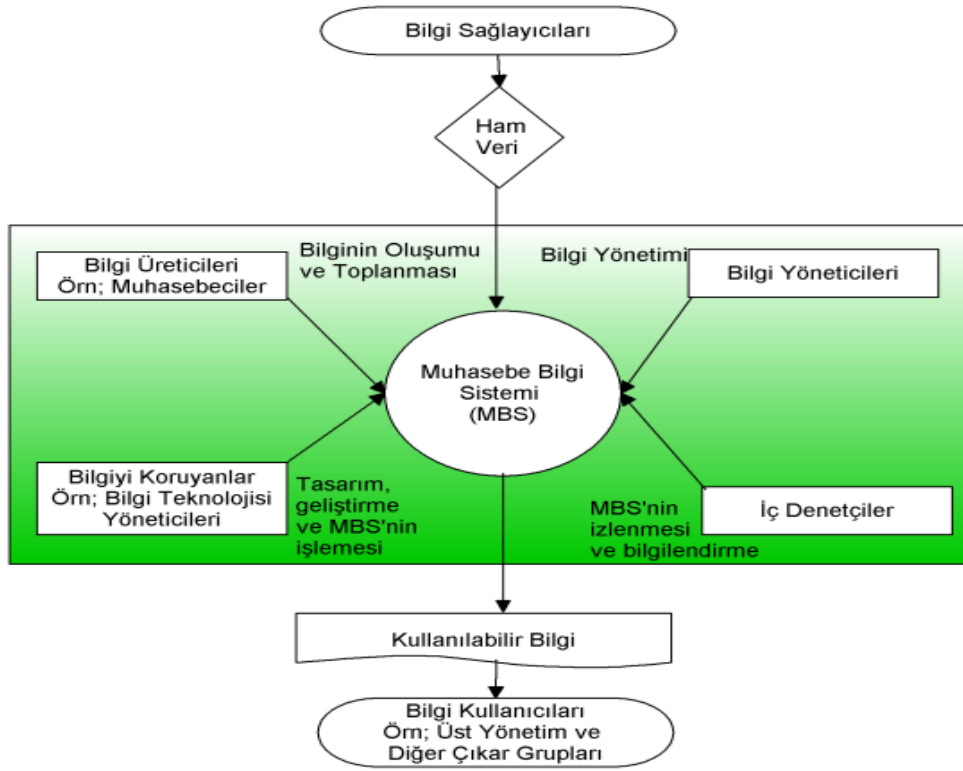 Bilgi Sağlayıcıları
Ham
Veri
Bilginin Oluşumu
ve Toplanması
Bilgi Yönetimi
Bilgi Üreticileri
Örn; Muhasebeciler
Bilgi Yöneticileri
Muhasebe Bilgi
Sistemi
(MBS)
Bilgiyi Koruyanlar
Örn; Bilgi Teknolojisi
Yöneticileri
Tasarım,
geliştirme
ve MBS'nin
işlemesi
MBS'nin
izlenmesi
ve bilgilendirme
İç Denetçiler
Kullanılabilir Bilgi
Bilgi Kullanıcıları
Örn; Üst Yönetim ve
Diğer Çıkar Grupları